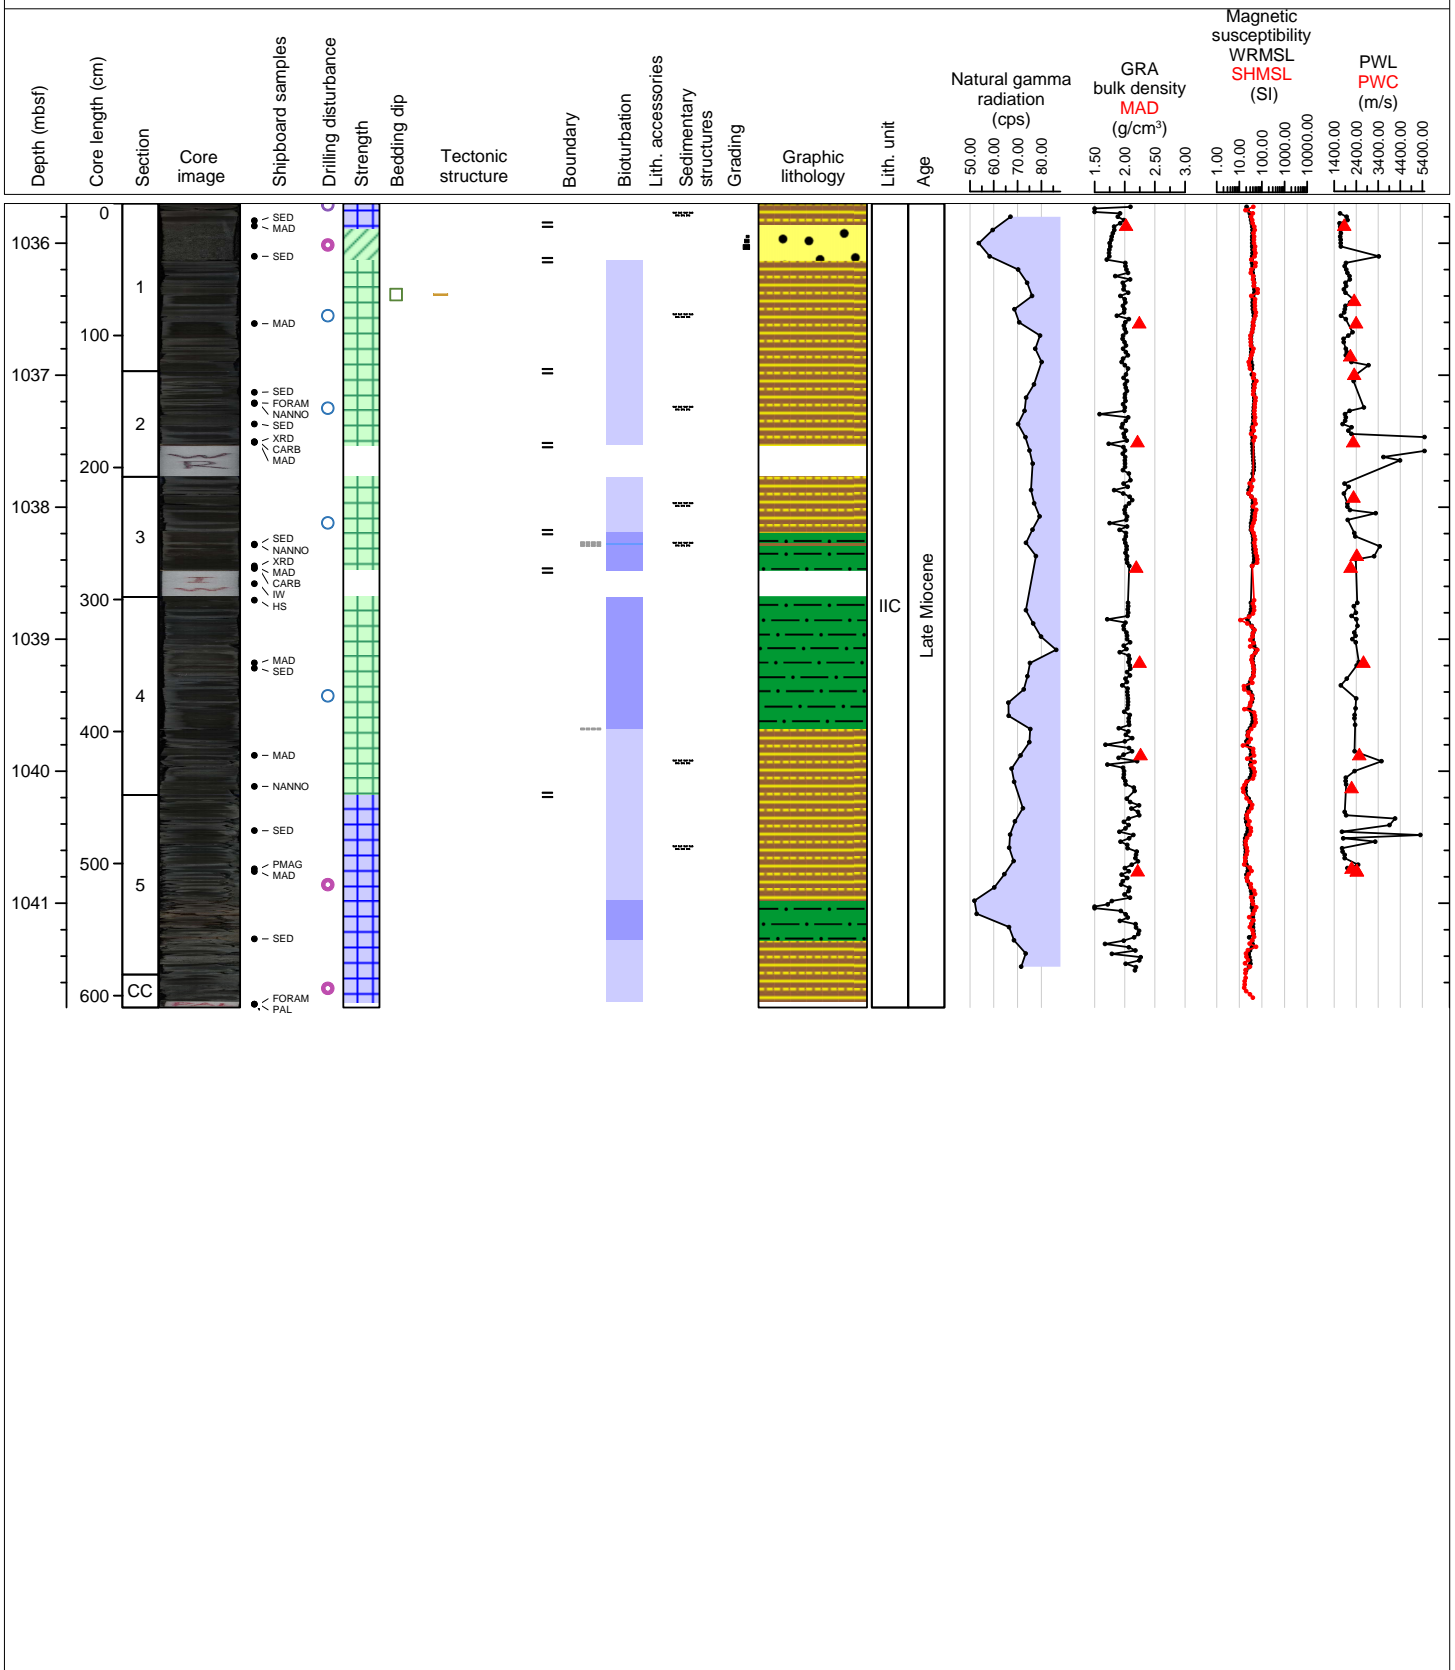 Depth (mbsf)
Core length (cm)
Section
Core
image
Shipboard samples
Drilling disturbance
Strength
Bedding dip
Tectonic
structure
Boundary
Bioturbation
Lith. accessories
Sedimentary
structures
Grading
Graphic
lithology
Lith. unit
Age
Natural gamma
radiation
(cps)
50.00 60.00 70.00 80.00
GRA
bulk density
MAD
(g/cm³)
1.50 2.00 2.50 3.00
Magnetic
susceptibility
WRMSL
SHMSL
(SI)
1.00 10.00 100.00 1000.00 10000.00
PWL
PWC
(m/s)
1400.00 2400.00 3400.00 4400.00 5400.00
1036
1037
1038
1039
1040
1041
0
100
200
300
400
500
600
1
2
3
4
5
CC
SED
MAD
SED
MAD
SED
FORAM
NANNO
SED
XRD
CARB
MAD
SED
NANNO
XRD
MAD
CARB
IW
HS
MAD
SED
MAD
NANNO
SED
PMAG
MAD
SED
FORAM
PAL
IIC
Late Miocene